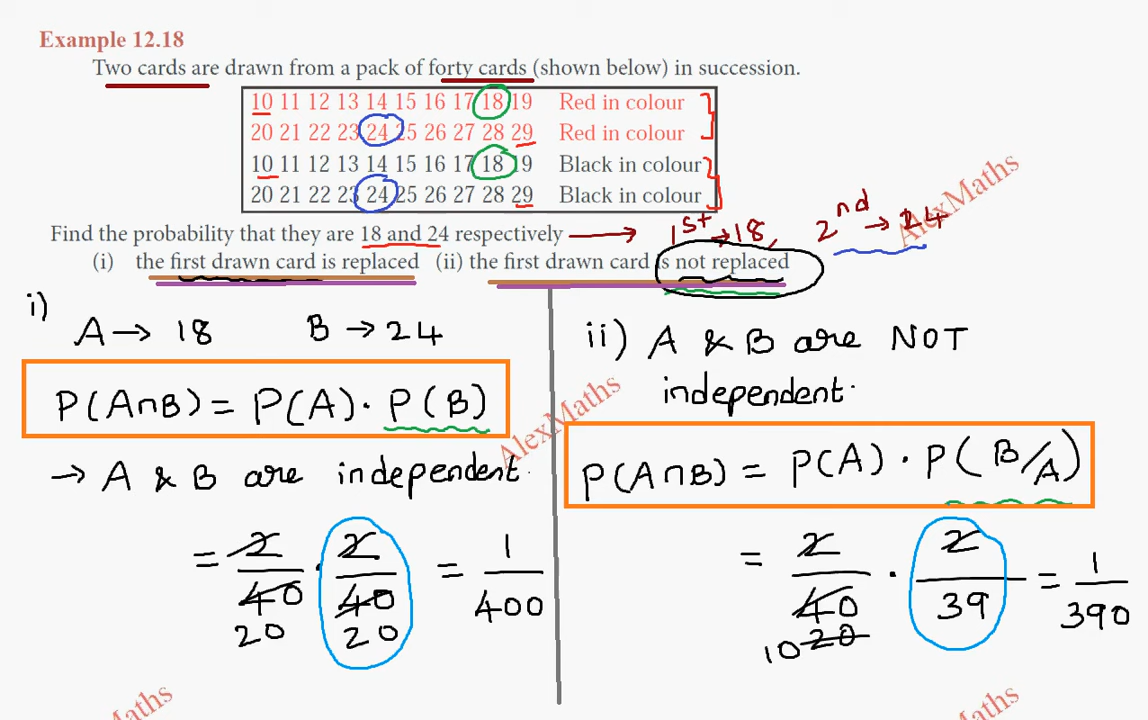 Example 12.18
Two cards are drawn from a pack of forty cards (shown below) in succession.
10 11 12 13 14 15 16 17 18 19 Red in colour
20 21 22 23 24 25 26 27 28 29 Red in colour
10 11 12 13 14 15 16 17 18 19 Black in colour
20 21 22 23 24 25 26 27 28 29 Black in colour
Find the probability that they are 18 and 24 respectively → 1st → 18, 2nd → 24
AlexMaths
(i) the first drawn card is replaced (ii) the first drawn card is not replaced
i)
A → 18 B → 24
P(A∩B) = P(A) · P(B)
→ A & B are independent.
= 2/40 · 2/40 = 1/400
20 20
AlexMaths
ii) A & B are NOT
independent.
P(A∩B) = P(A) · P(B/A)
= 2/40 · 2/39 = 1/390
10 20
Maths
Maths